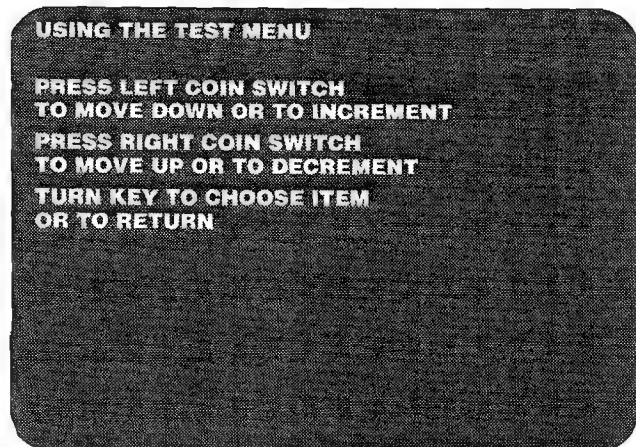 USING THE TEST MENU
PRESS LEFT COIN SWITCH
TO MOVE DOWN OR TO INCREMENT
PRESS RIGHT COIN SWITCH
TO MOVE UP OR TO DECREMENT
TURN KEY TO CHOOSE ITEM
OR TO RETURN